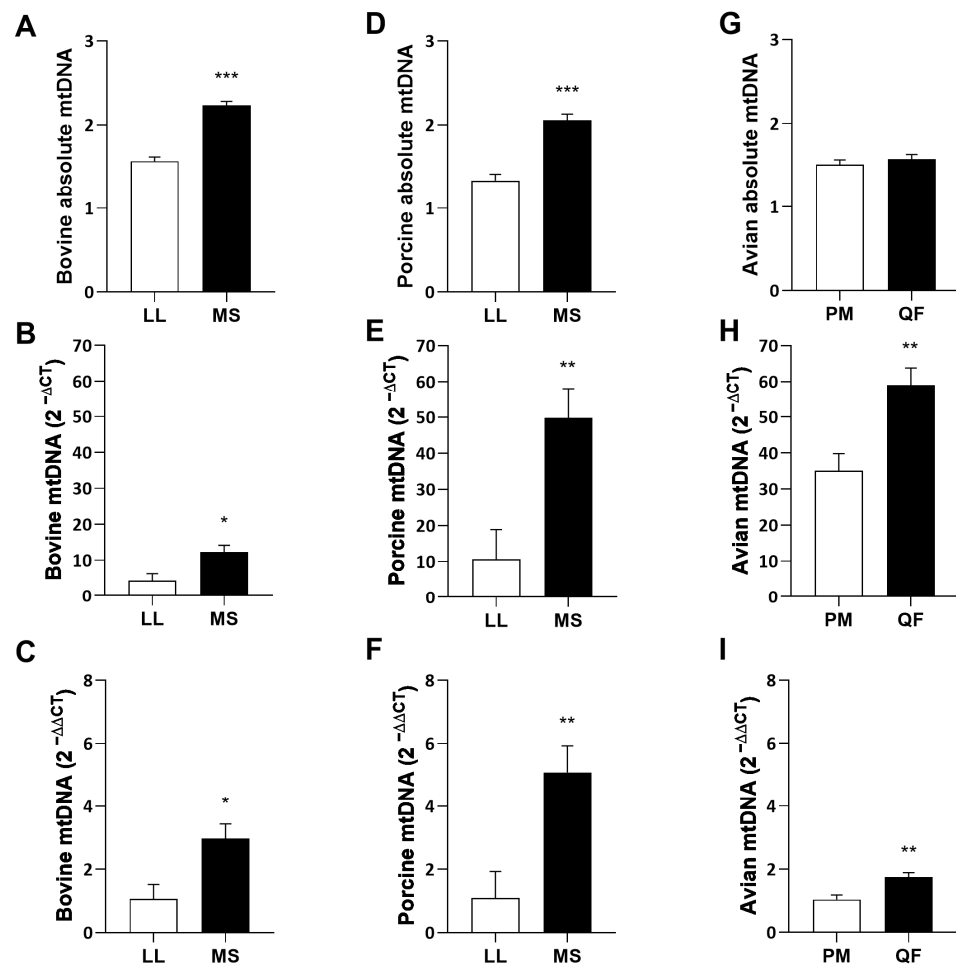 A
Bovine absolute mtDNA
3
2
1
0
***
LL MS
D
Porcine absolute mtDNA
3
2
1
0
***
LL MS
G
Avian absolute mtDNA
3
2
1
0
PM QF
B
Bovine mtDNA (2⁻ΔCT)
70
60
50
40
30
20
10
0
*
LL MS
E
Porcine mtDNA (2⁻ΔCT)
70
60
50
40
30
20
10
0
**
LL MS
H
Avian mtDNA (2⁻ΔCT)
70
60
50
40
30
20
10
0
**
PM QF
C
Bovine mtDNA (2⁻ΔΔCT)
8
6
4
2
0
*
LL MS
F
Porcine mtDNA (2⁻ΔΔCT)
8
6
4
2
0
**
LL MS
I
Avian mtDNA (2⁻ΔΔCT)
8
6
4
2
0
**
PM QF